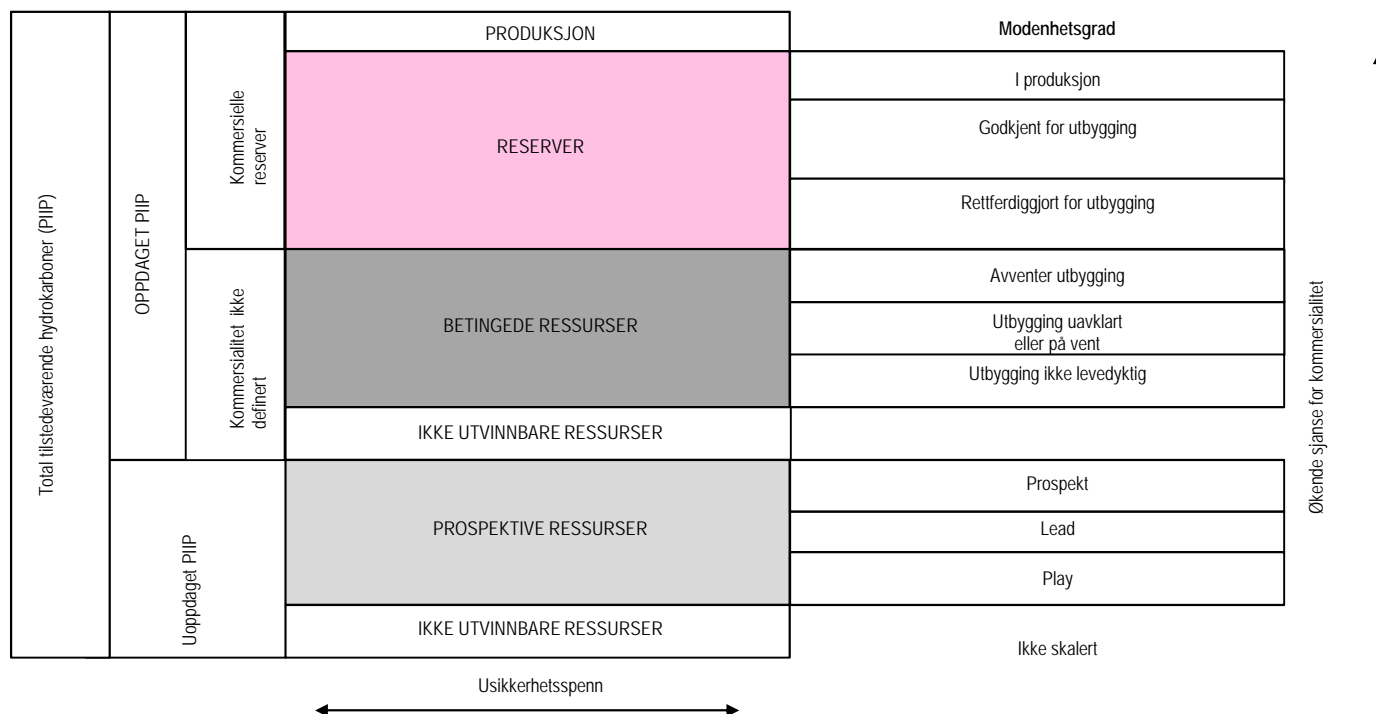 PRODUKSJON
Modenhetsgrad
Total tilstedeværende hydrokarboner (PIIP)
OPPDAGET PIIP
Kommersielle
reserver
RESERVER
I produksjon
Godkjent for utbygging
Rettferdiggjort for utbygging
Kommersialitet ikke
definert
BETINGEDE RESSURSER
Avventer utbygging
Utbygging uavklart
eller på vent
Utbygging ikke levedyktig
IKKE UTVINNBARE RESSURSER
Uoppdaget PIIP
PROSPEKTIVE RESSURSER
Prospekt
Lead
Play
IKKE UTVINNBARE RESSURSER
Ikke skalert
Økende sjanse for kommersialitet
Usikkerhetsspenn